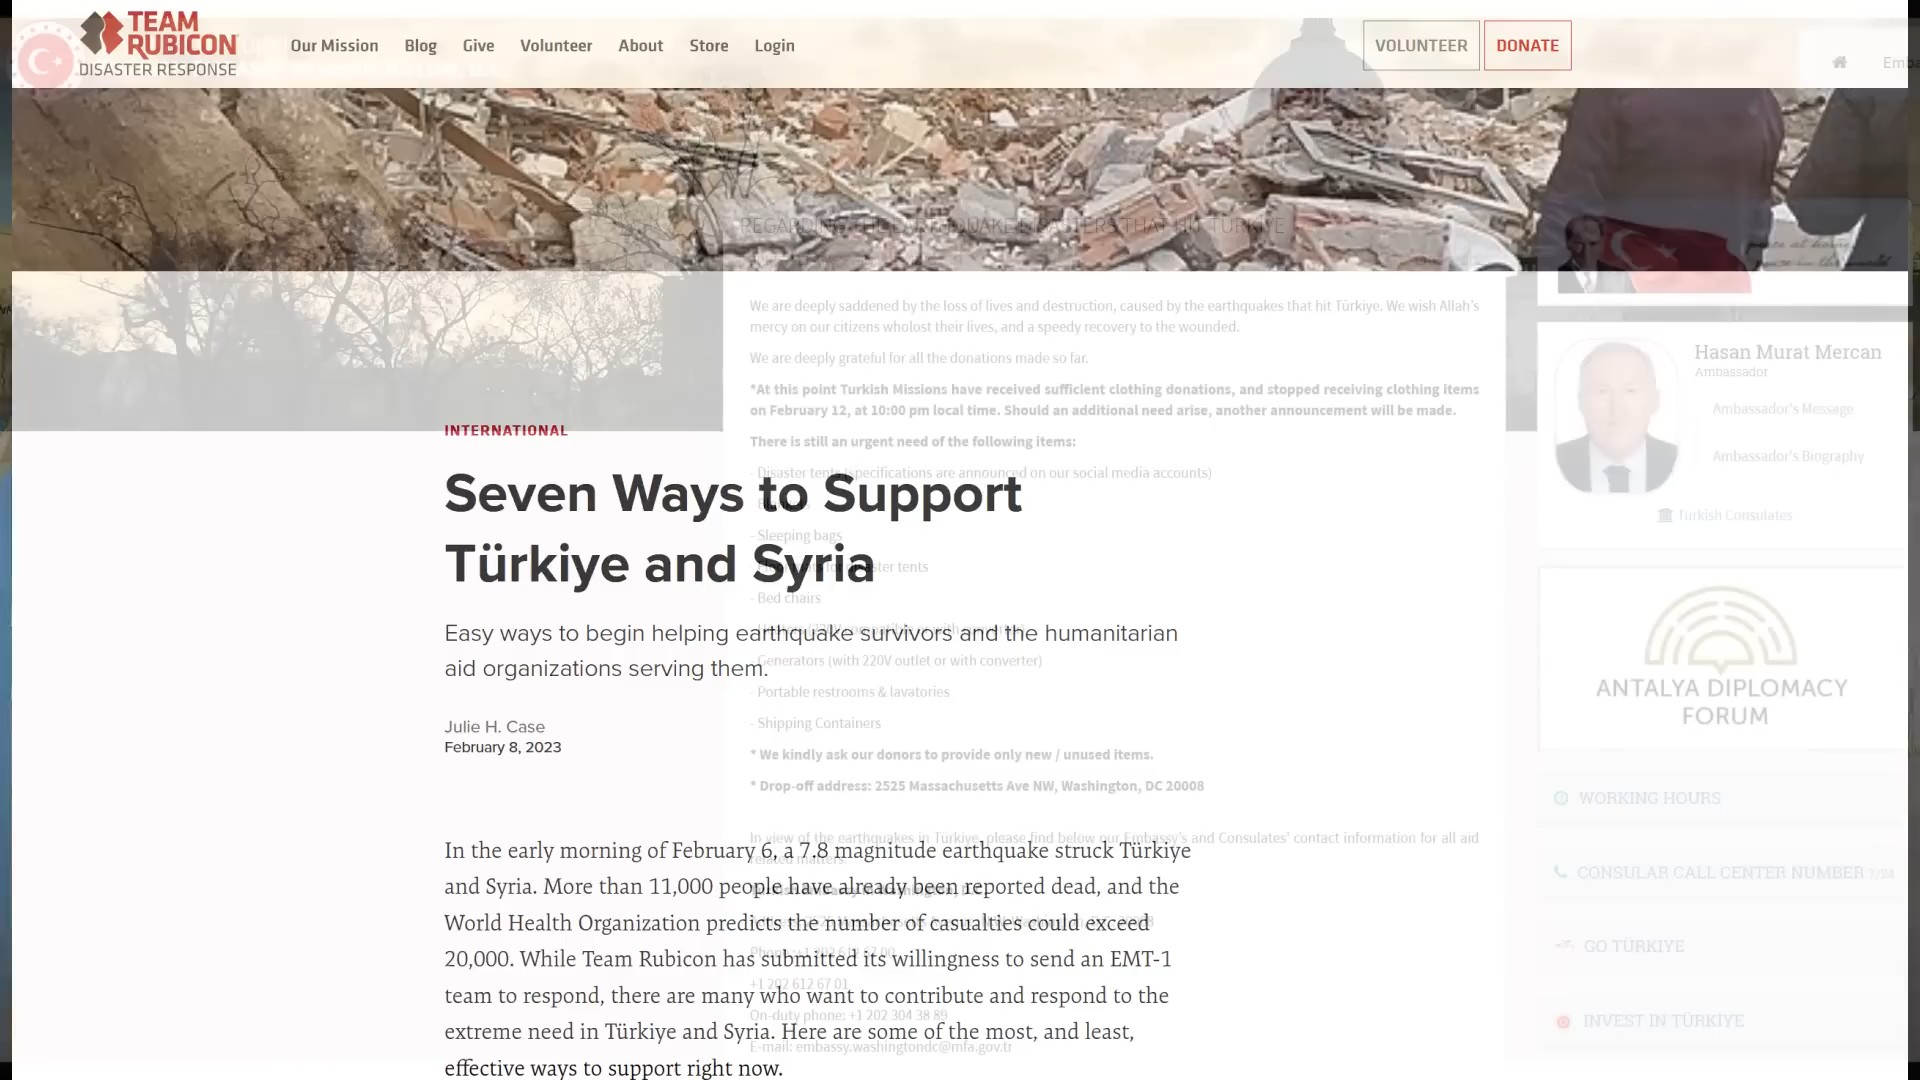 TEAM
RUBICON
DISASTER RESPONSE
Our Mission
Blog
Give
Volunteer
About
Store
Login
VOLUNTEER
DONATE
REGARDING THE EARTHQUAKE DISASTERS THAT HIT TÜRKİYE
We are deeply saddened by the loss of lives and destruction, caused by the earthquakes that hit Türkiye. We wish Allah's
mercy on our citizens wholost their lives, and a speedy recovery to the wounded.
We are deeply grateful for all the donations made so far.
*At this point Turkish Missions have received sufficient clothing donations, and stopped receiving clothing items
on February 12, at 10:00 pm local time. Should an additional need arise, another announcement will be made.
There is still an urgent need of the following items:
- Disaster tents (specifications are announced on our social media accounts)
- Sleeping bags
disaster tents
- Bed chairs
- Generators (with 220V outlet or with converter)
- Portable restrooms & lavatories
- Shipping Containers
* We kindly ask our donors to provide only new / unused items.
* Drop-off address: 2525 Massachusetts Ave NW, Washington, DC 20008
In view of the earthquakes in Türkiye, please find below our Embassy's and Consulates' contact information for all aid
related matters
+1 202 612 67 01
On-duty phone: +1 202 304 38 89
E-mail: embassy.washingtondc@mfa.gov.tr
INTERNATIONAL
Seven Ways to Support
Türkiye and Syria
Easy ways to begin helping earthquake survivors and the humanitarian
aid organizations serving them.
Julie H. Case
February 8, 2023
In the early morning of February 6, a 7.8 magnitude earthquake struck Türkiye
and Syria. More than 11,000 people have already been reported dead, and the
World Health Organization predicts the number of casualties could exceed
20,000. While Team Rubicon has submitted its willingness to send an EMT-1
team to respond, there are many who want to contribute and respond to the
extreme need in Türkiye and Syria. Here are some of the most, and least,
effective ways to support right now.
Hasan Murat Mercan
Ambassador
Ambassador's Message
Ambassador's Biography
Turkish Consulates
ANTALYA DIPLOMACY
FORUM
WORKING HOURS
CONSULAR CALL CENTER NUMBER 7/24
GO TÜRKİYE
INVEST IN TÜRKİYE